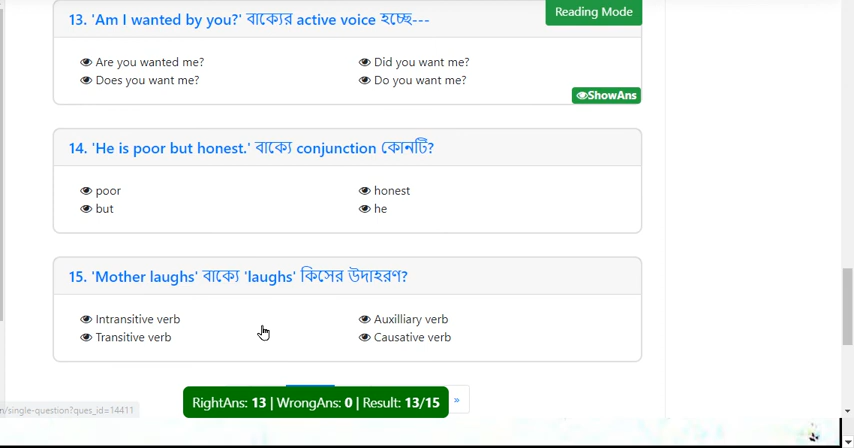 13. 'Am I wanted by you?' বাক্যের active voice হচ্ছে---
Reading Mode
Are you wanted me?
Did you want me?
Does you want me?
Do you want me?
ShowAns
14. 'He is poor but honest.' বাক্যে conjunction কোনটি?
poor
honest
but
he
15. 'Mother laughs' বাক্যে 'laughs' কিসের উদাহরণ?
Intransitive verb
Auxilliary verb
Transitive verb
Causative verb
RightAns: 13 | WrongAns: 0 | Result: 13/15
»
n/single-question?ques_id=14411